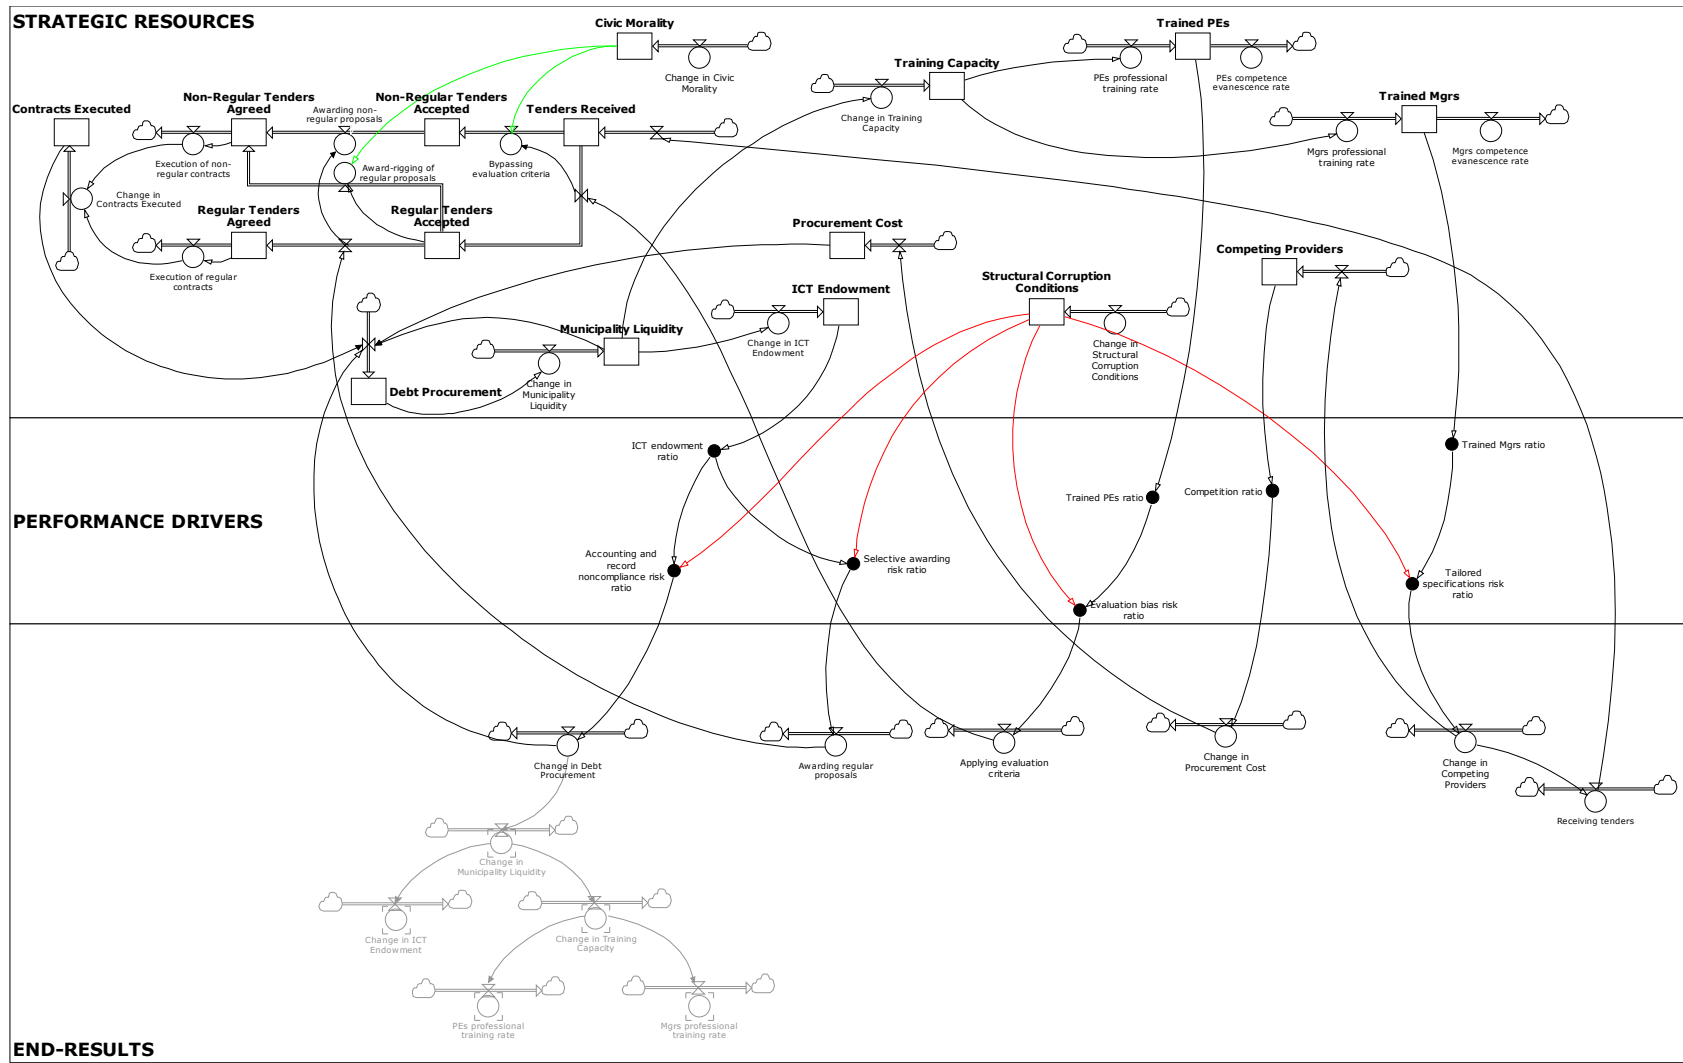 STRATEGIC RESOURCES
Civic Morality
Change in Civic
Morality
Trained PEs
PEs professional
training rate
PEs competence
evanescence rate
Training Capacity
Change in Training
Capacity
Trained Mgrs
Mgrs professional
training rate
Mgrs competence
evanescence rate
Contracts Executed
Non-Regular Tenders
Agreed
Awarding non-
regular proposals
Non-Regular Tenders
Accepted
Tenders Received
Execution of non-
regular contracts
Award-rigging of
regular proposals
Bypassing
evaluation criteria
Change in
Contracts Executed
Regular Tenders
Agreed
Regular Tenders
Accepted
Execution of regular
contracts
Procurement Cost
Competing Providers
Structural Corruption
Conditions
Change in
Structural
Corruption
Conditions
ICT Endowment
Change in ICT
Endowment
Municipality Liquidity
Change in
Municipality
Liquidity
Debt Procurement
PERFORMANCE DRIVERS
ICT endowment
ratio
Trained Mgrs ratio
Trained PEs ratio
Competition ratio
Accounting and
record
noncompliance risk
ratio
Selective awarding
risk ratio
Evaluation bias risk
ratio
Tailored
specifications risk
ratio
Change in Debt
Procurement
Awarding regular
proposals
Applying evaluation
criteria
Change in
Procurement Cost
Change in
Competing
Providers
Receiving tenders
Change in
Municipality Liquidity
Change in ICT
Endowment
Change in Training
Capacity
PEs professional
training rate
Mgrs professional
training rate
END-RESULTS